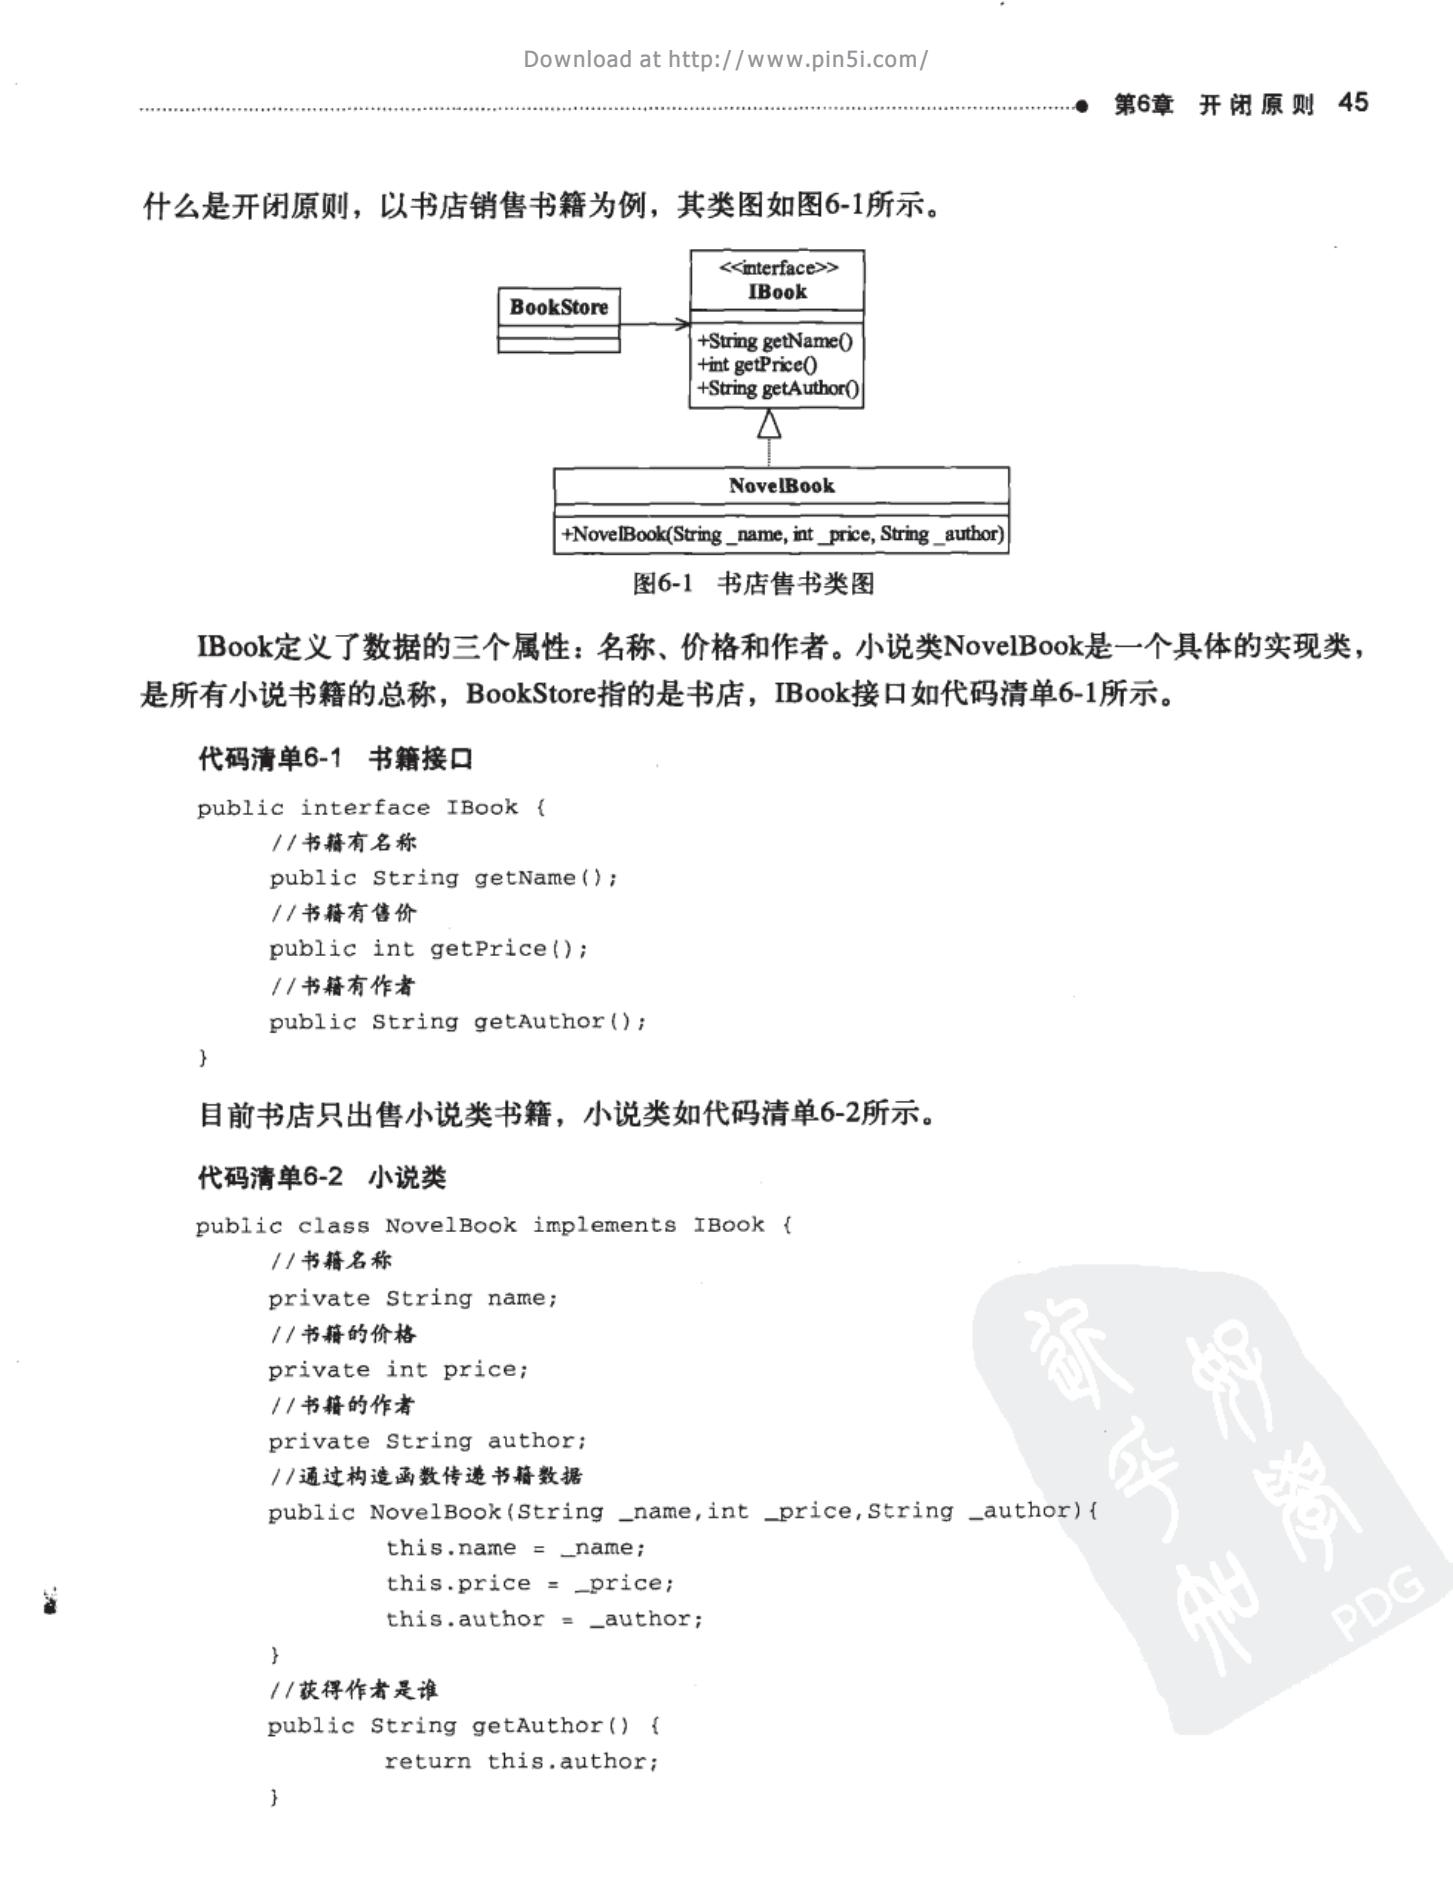 Download at http://www.pin5i.com/
第6章 开闭原则 45
什么是开闭原则，以书店销售书籍为例，其类图如图6-1所示。
<<interface>>
IBook
BookStore
+String getName()
+int getPrice()
+String getAuthor()
NovelBook
+NovelBook(String _name, int _price, String _author)
图6-1 书店售书类图
IBook定义了数据的三个属性：名称、价格和作者。小说类NovelBook是一个具体的实现类，
是所有小说书籍的总称，BookStore指的是书店，IBook接口如代码清单6-1所示。
代码清单6-1 书籍接口
public interface IBook {
//书籍有名称
public String getName();
//书籍有售价
public int getPrice();
//书籍有作者
public String getAuthor();
}
目前书店只出售小说类书籍，小说类如代码清单6-2所示。
代码清单6-2 小说类
public class NovelBook implements IBook {
//书籍名称
private String name;
//书籍的价格
private int price;
//书籍的作者
private String author;
//通过构造函数传递书籍数据
public NovelBook(String _name,int _price,String _author){
this.name = _name;
this.price = _price;
this.author = _author;
}
//获得作者是谁
public String getAuthor() {
return this.author;
}
PDG